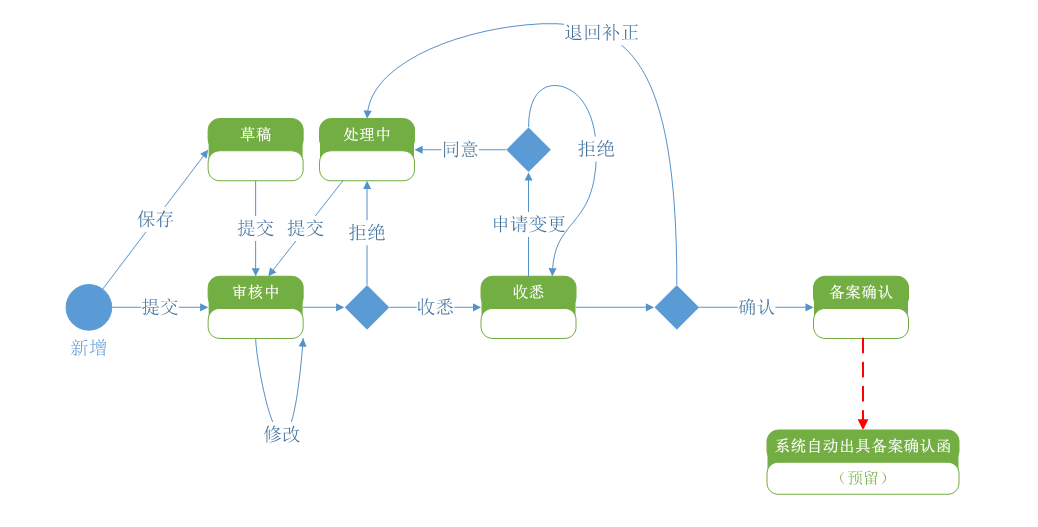 退回补正
草稿
处理中
同意
拒绝
保存
提交
提交
拒绝
申请变更
审核中
收悉
备案确认
提交
收悉
确认
新增
修改
系统自动出具备案确认函
（预留）